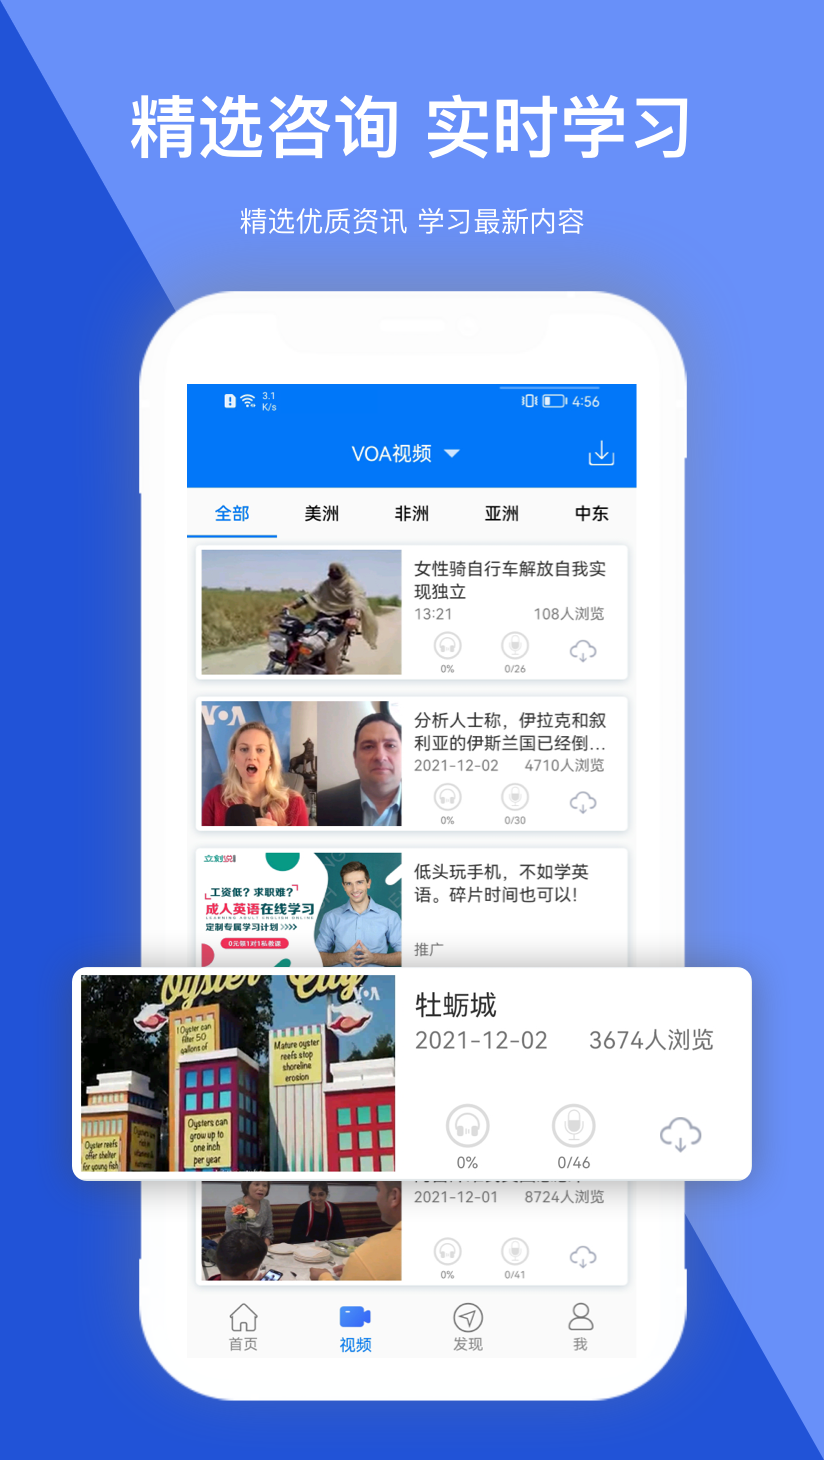 精选咨询 实时学习
精选优质资讯 学习最新内容
3.1
K/s
4:56
VOA视频
全部
美洲
非洲
亚洲
中东
女性骑自行车解放自我实
现独立
13:21
108人浏览
0%
0/26
VOA
分析人士称，伊拉克和叙
利亚的伊斯兰国已经倒…
2021-12-02
4710人浏览
0%
0/30
立刻说
工资低？求职难？
成人英语在线学习
LEARNING ADULT ENGLISH ONLINE
定制专属学习计划 >>>>
0元领1对1私教课
低头玩手机，不如学英
语。碎片时间也可以！
推广
Oyster City
VOA
1 Oyster can
filter 50
gallons of
Mature oyster
reefs stop
shoreline
erosion
Oysters can
grow up to
one inch
per year
Oyster reefs
offer shelter
for young fish
牡蛎城
2021-12-02
3674人浏览
0%
0/46
2021-12-01
8724人浏览
0%
0/41
首页
视频
发现
我